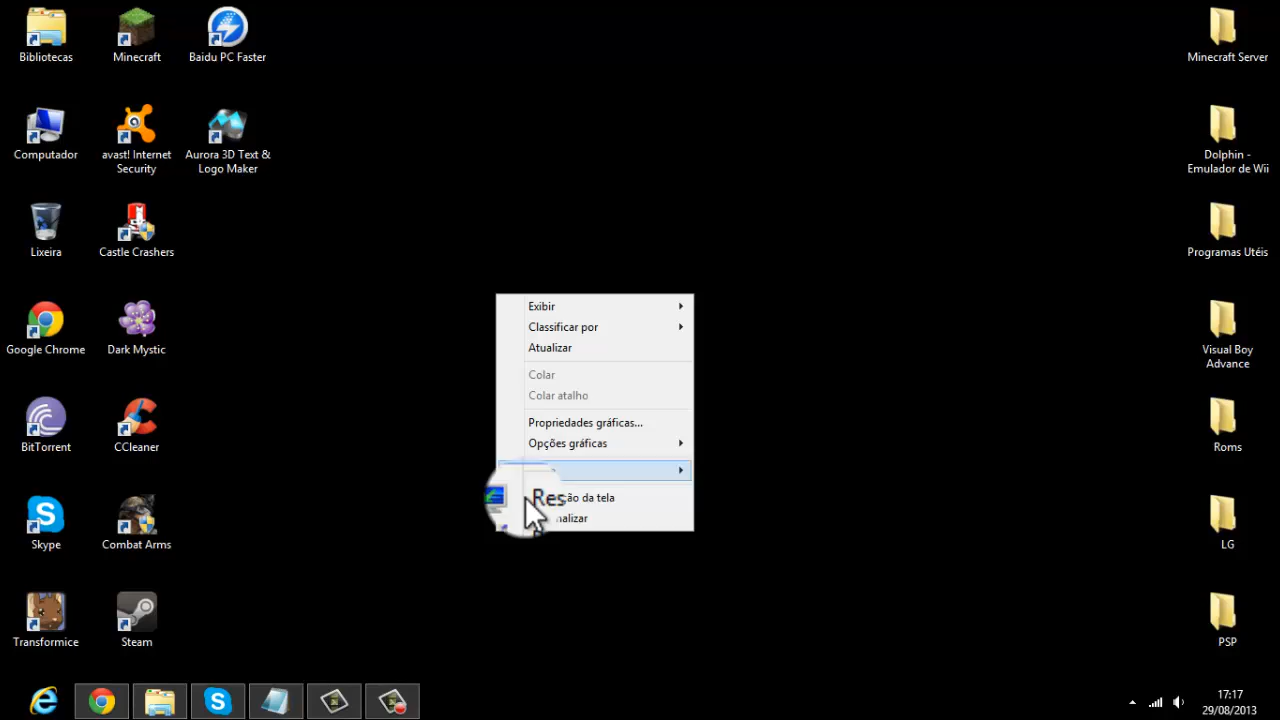 Bibliotecas
Minecraft
Baidu PC Faster
Computador
avast! Internet
Security
Aurora 3D Text &
Logo Maker
Lixeira
Castle Crashers
Google Chrome
Dark Mystic
BitTorrent
CCleaner
Skype
Combat Arms
Transformice
Steam
Exibir
Classificar por
Atualizar
Colar
Colar atalho
Propriedades gráficas...
Opções gráficas
Res
ção da tela
nalizar
Minecraft Server
Dolphin -
Emulador de Wii
Programas Utéis
Visual Boy
Advance
Roms
LG
PSP
17:17
29/08/2013